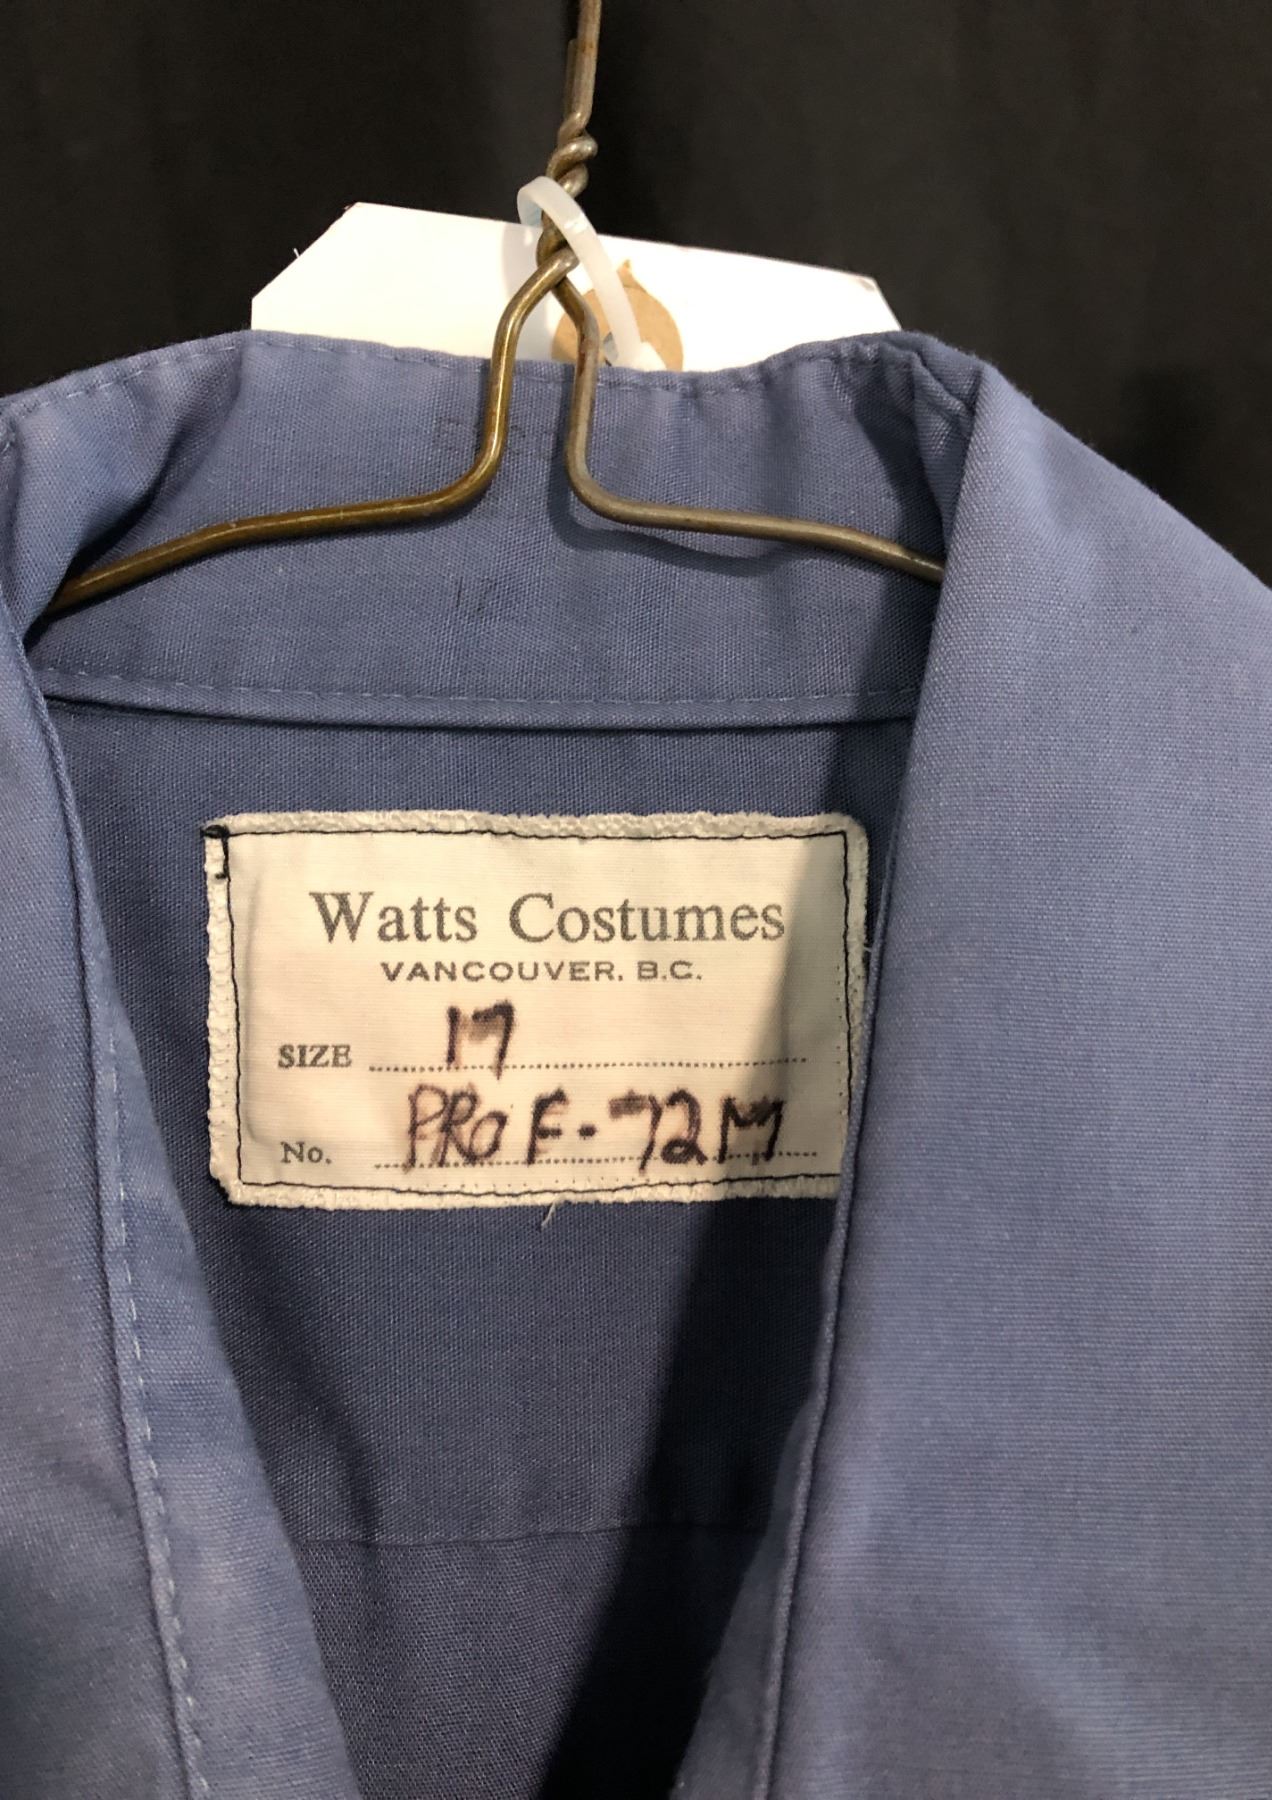 Watts Costumes
VANCOUVER, B.C.
SIZE 17
No. PROF-72M